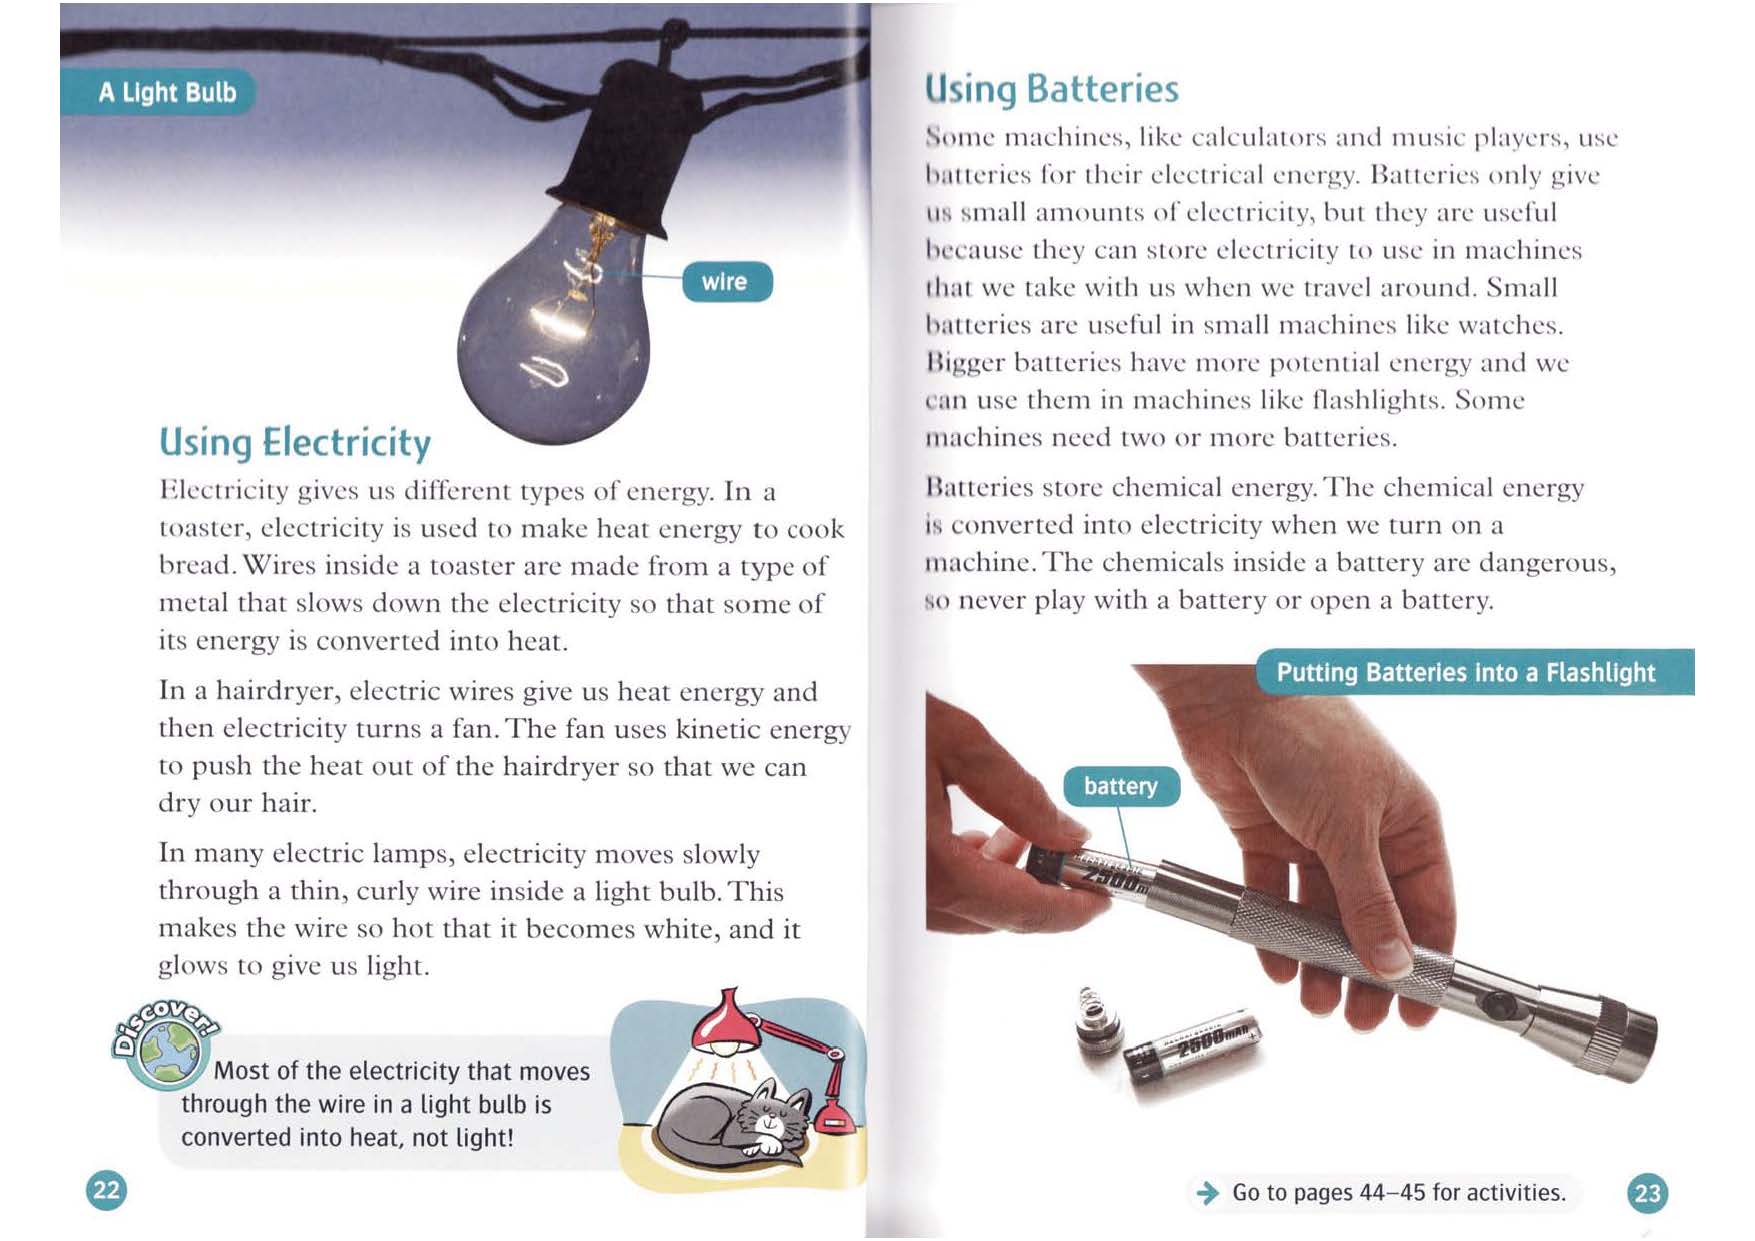 A Light Bulb
wire
Using Electricity
Electricity gives us different types of energy. In a
toaster, electricity is used to make heat energy to cook
bread. Wires inside a toaster are made from a type of
metal that slows down the electricity so that some of
its energy is converted into heat.
In a hairdryer, electric wires give us heat energy and
then electricity turns a fan. The fan uses kinetic energy
to push the heat out of the hairdryer so that we can
dry our hair.
In many electric lamps, electricity moves slowly
through a thin, curly wire inside a light bulb. This
makes the wire so hot that it becomes white, and it
glows to give us light.
Discover!
Most of the electricity that moves
through the wire in a light bulb is
converted into heat, not light!
22
Using Batteries
Some machines, like calculators and music players, use
batteries for their electrical energy. Batteries only give
us small amounts of electricity, but they are useful
because they can store electricity to use in machines
that we take with us when we travel around. Small
batteries are useful in small machines like watches.
Bigger batteries have more potential energy and we
can use them in machines like flashlights. Some
machines need two or more batteries.
Batteries store chemical energy. The chemical energy
is converted into electricity when we turn on a
machine. The chemicals inside a battery are dangerous,
so never play with a battery or open a battery.
Putting Batteries into a Flashlight
battery
2500m
2500mAh
+
→ Go to pages 44–45 for activities.
23